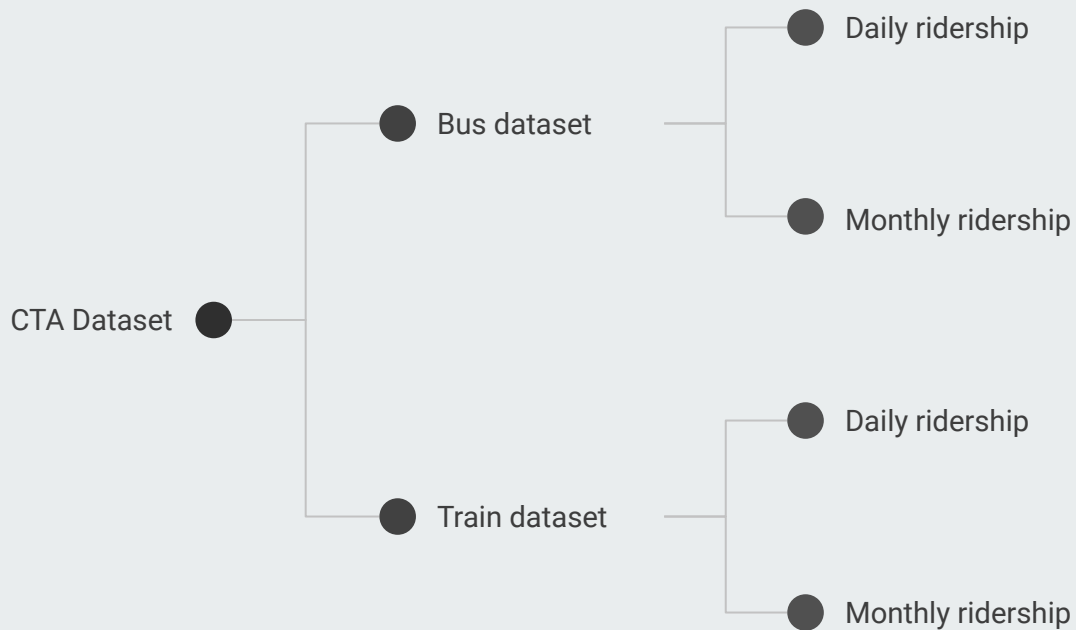 Daily ridership
Bus dataset
Monthly ridership
CTA Dataset
Daily ridership
Train dataset
Monthly ridership